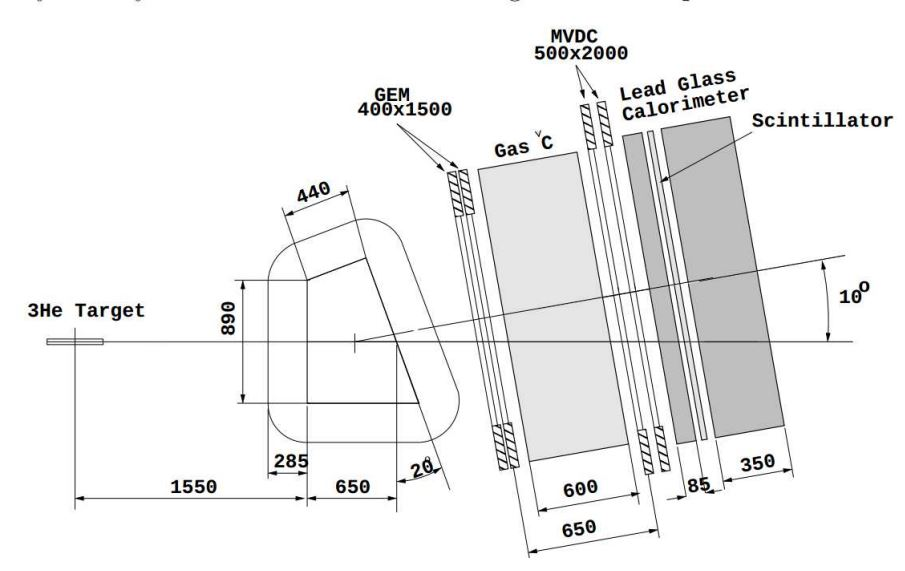 MVDC
500x2000
GEM
400x1500
Lead Glass
Calorimeter
Scintillator
Gas Č
440
890
3He Target
10°
285
1550
650
20°
600
650
85
350